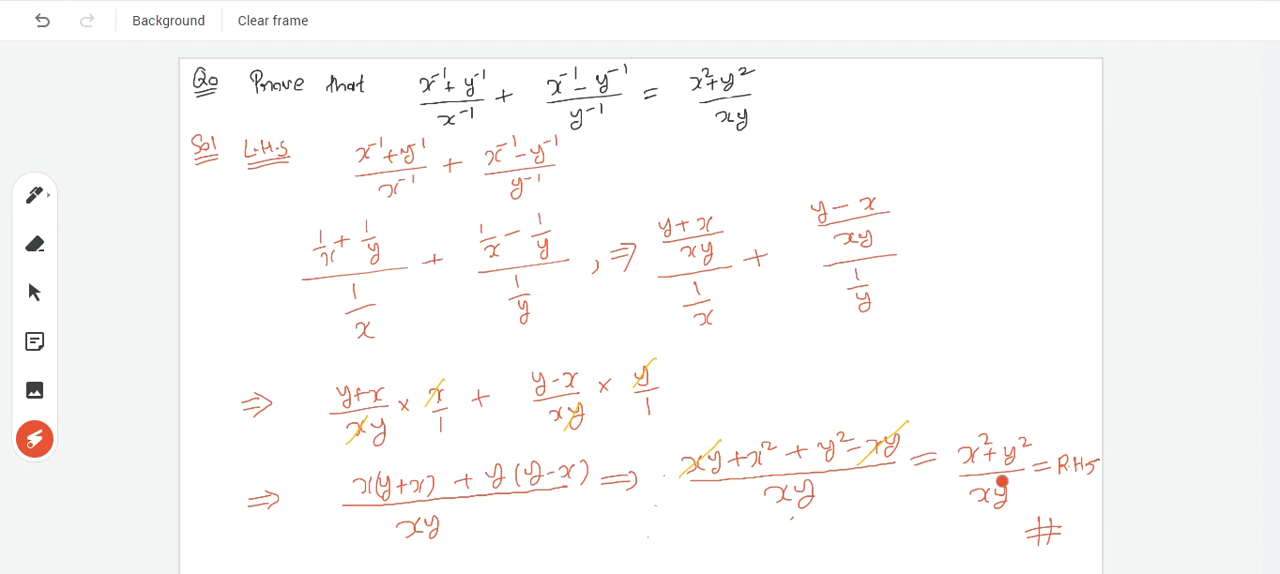 Background Clear frame
Qo Prove that x⁻¹ + y⁻¹ / x⁻¹ + x⁻¹ - y⁻¹ / y⁻¹ = x² + y² / xy
Sol L.H.S x⁻¹ + y⁻¹ / x⁻¹ + x⁻¹ - y⁻¹ / y⁻¹
1/x + 1/y / 1/x + 1/x - 1/y / 1/y , ⇒ y + x / xy / 1/x + y - x / xy / 1/y
⇒ y+x / xy × x/1 + y-x / xy × y/1
⇒ x(y+x) + y(y-x) / xy ⇒ xy + x² + y² - xy / xy = x² + y² / xy = R.H.S
#